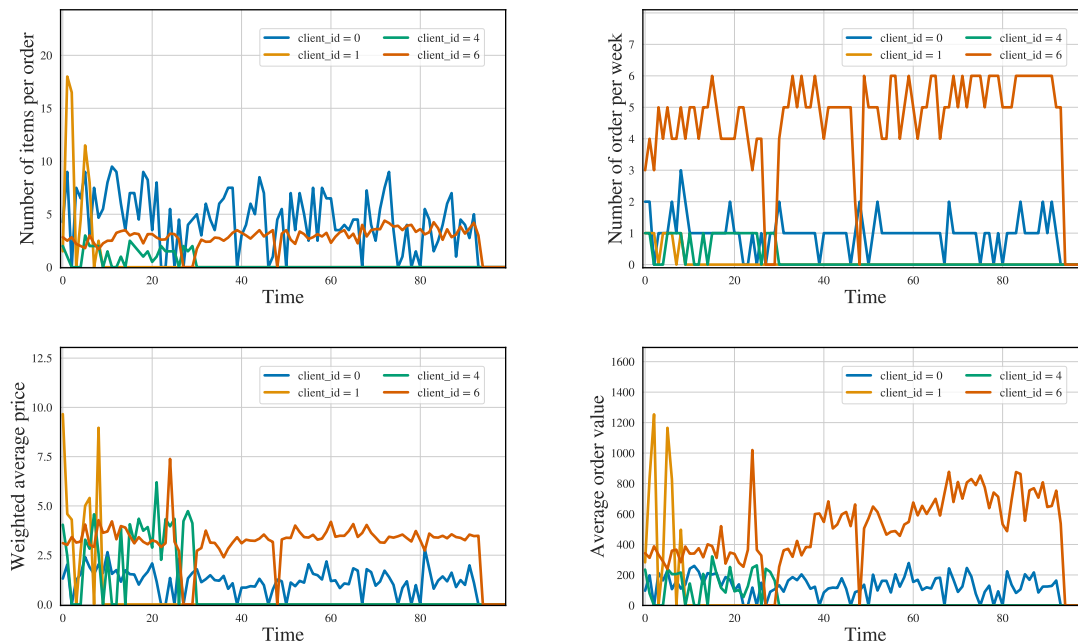 Number of items per order
20
15
10
5
0
client_id = 0
client_id = 4
client_id = 1
client_id = 6
0
20
40
60
80
Time
Number of order per week
7
6
5
4
3
2
1
0
client_id = 0
client_id = 4
client_id = 1
client_id = 6
0
20
40
60
80
Time
Weighted average price
12.5
10.0
7.5
5.0
2.5
0.0
client_id = 0
client_id = 4
client_id = 1
client_id = 6
0
20
40
60
80
Time
Average order value
1600
1400
1200
1000
800
600
400
200
0
client_id = 0
client_id = 4
client_id = 1
client_id = 6
0
20
40
60
80
Time